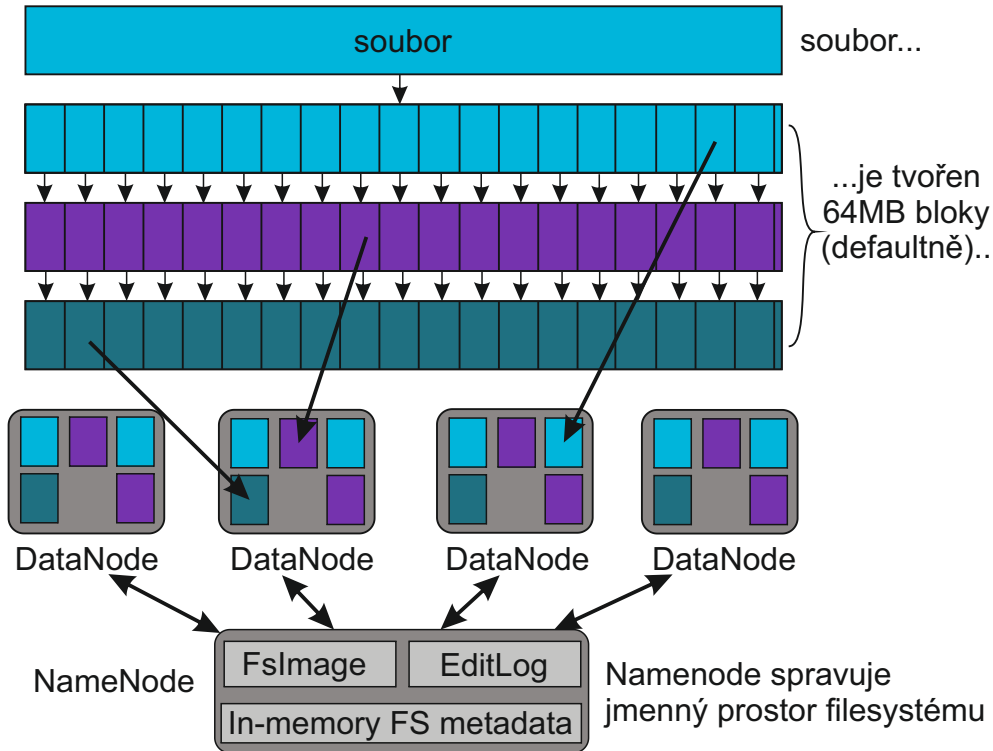 soubor
soubor...
...je tvořen
64MB bloky
(defaultně)..
DataNode
DataNode
DataNode
DataNode
NameNode
FsImage
EditLog
In-memory FS metadata
Namenode spravuje
jmenný prostor filesystému